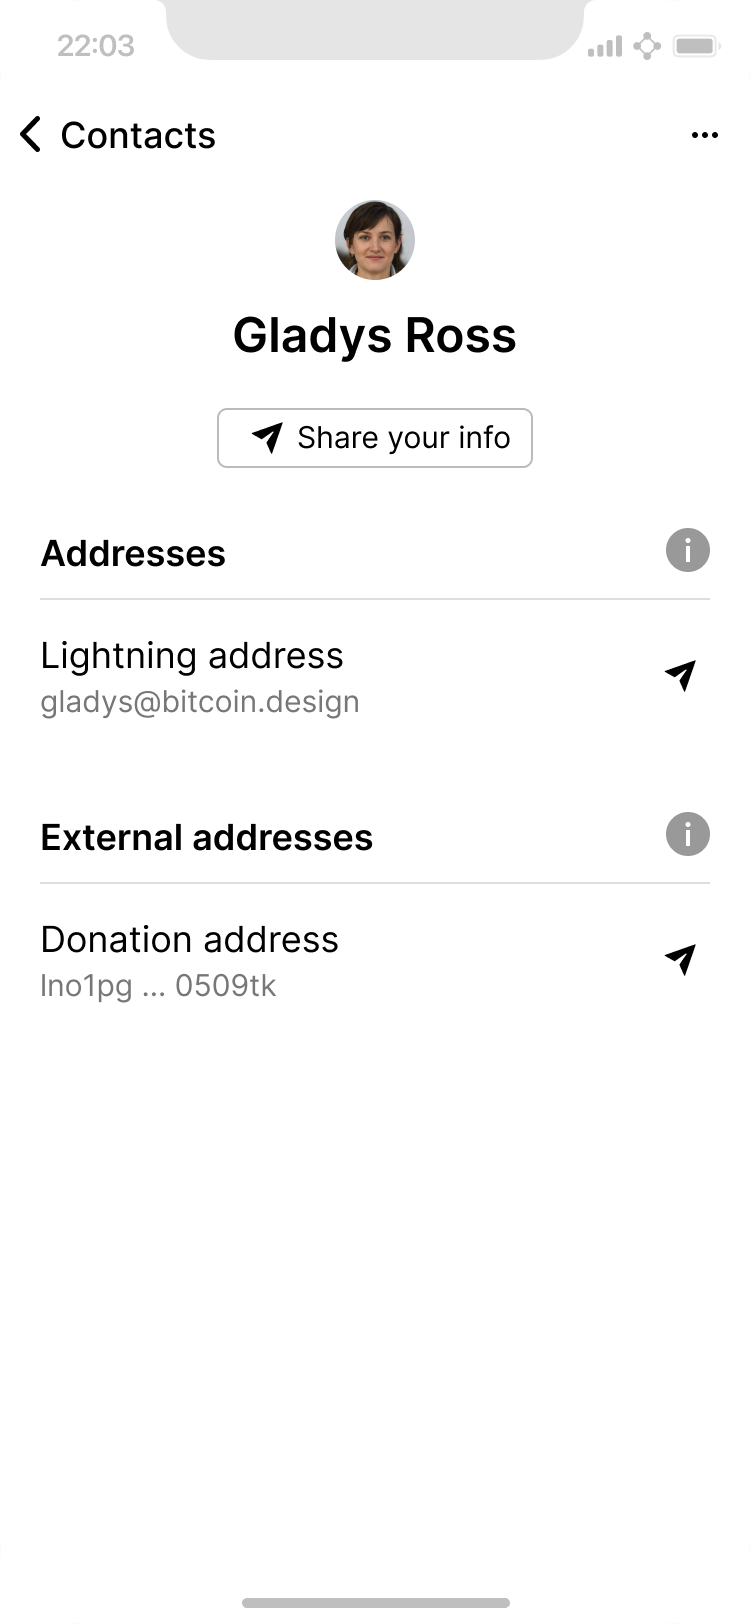 22:03
Contacts
Gladys Ross
Share your info
Addresses
Lightning address
gladys@bitcoin.design
External addresses
Donation address
lno1pg ... 0509tk